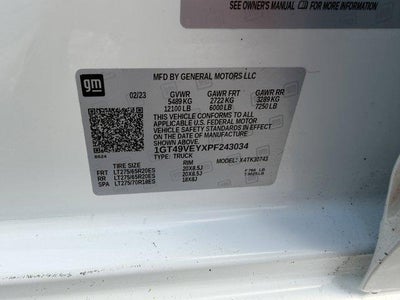 SEE OWNER'S MANUAL
FOR MORE INFORMATION
gm
MFD BY GENERAL MOTORS LLC
02/23 GVWR GAWR FRT GAWR RR
5489 KG 2722 KG 3289 KG
12100 LB 6000 LB 7250 LB
THIS VEHICLE CONFORMS TO ALL
APPLICABLE U.S. FEDERAL MOTOR
VEHICLE SAFETY STANDARDS IN EFFECT
ON THE DATE OF MANUFACTURE
SHOWN ABOVE.
1GT49VEYXPF243034
TYPE: TRUCK MODEL: X4TK30743
TIRE SIZE RIM
FRT LT275/65R20ES 20X8.5J
RR LT275/65R20ES 20X8.5J
SPA LT275/70R18ES 18X8J